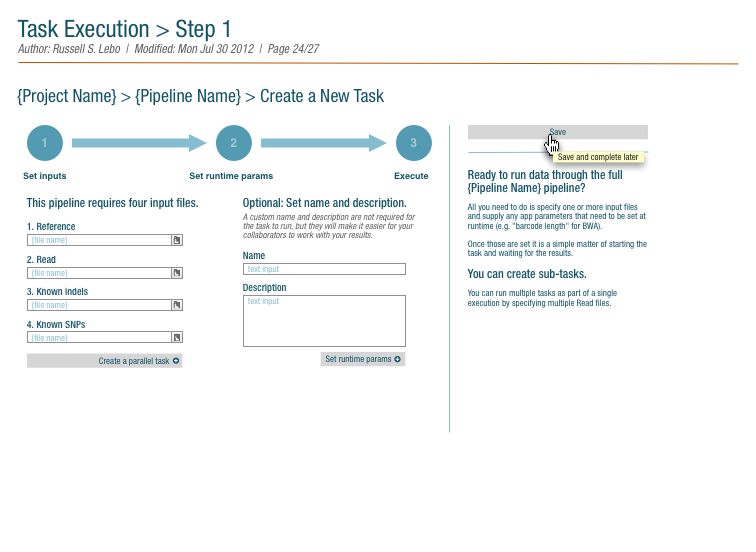 Task Execution > Step 1
Author: Russell S. Lebo | Modified: Mon Jul 30 2012 | Page 24/27
{Project Name} > {Pipeline Name} > Create a New Task
1
2
3
Set inputs
Set runtime params
Execute
This pipeline requires four input files.
1. Reference
{file name}
2. Read
{file name}
3. Known indels
{file name}
4. Known SNPs
{file name}
Create a parallel task
Optional: Set name and description.
A custom name and description are not required for
the task to run, but they will make it easier for your
collaborators to work with your results.
Name
text input
Description
text input
Set runtime params
Save
Save and complete later
Ready to run data through the full
{Pipeline Name} pipeline?
All you need to do is specify one or more input files
and supply any app parameters that need to be set at
runtime (e.g. "barcode length" for BWA).
Once those are set it is a simple matter of starting the
task and waiting for the results.
You can create sub-tasks.
You can run multiple tasks as part of a single
execution by specifying multiple Read files.